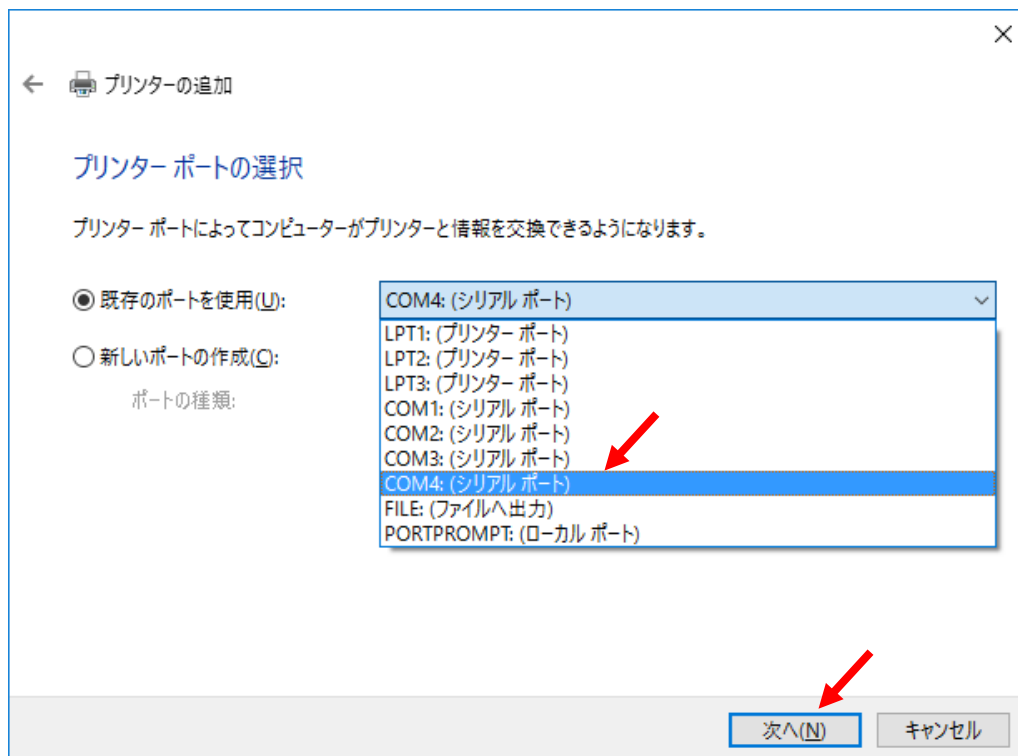 プリンターの追加
プリンター ポートの選択
プリンター ポートによってコンピューターがプリンターと情報を交換できるようになります。
既存のポートを使用(U): COM4: (シリアル ポート)
LPT1: (プリンター ポート)
新しいポートの作成(C): LPT2: (プリンター ポート)
LPT3: (プリンター ポート)
ポートの種類: COM1: (シリアル ポート)
COM2: (シリアル ポート)
COM3: (シリアル ポート)
COM4: (シリアル ポート)
FILE: (ファイルへ出力)
PORTPROMPT: (ローカル ポート)
次へ(N) キャンセル